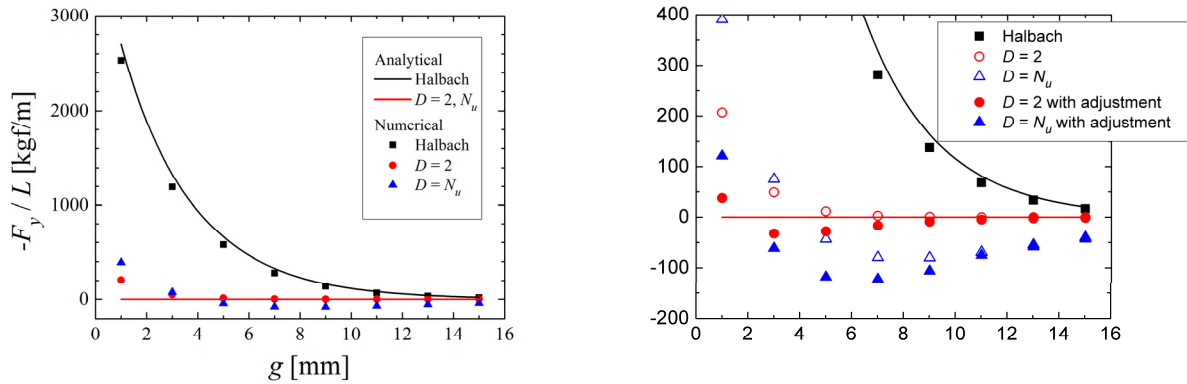 -F_y / L [kgf/m]
3000
2000
1000
0
0 2 4 6 8 10 12 14 16
g [mm]
Analytical
Halbach
D = 2, N_u
Numerical
Halbach
D = 2
D = N_u
400
300
200
100
0
-100
-200
0 2 4 6 8 10 12 14 16
Halbach
D = 2
D = N_u
D = 2 with adjustment
D = N_u with adjustment